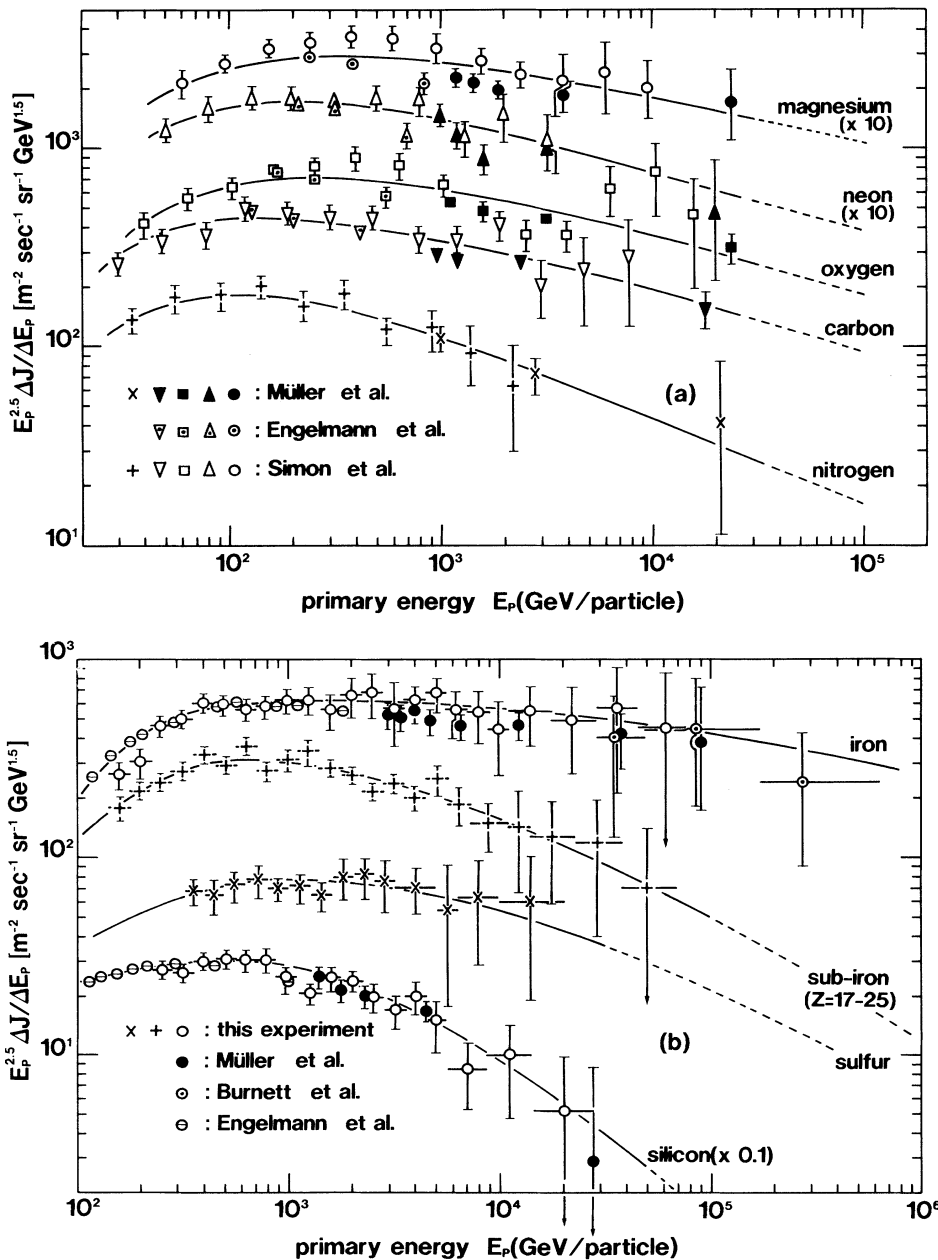 E_P^2.5 ΔJ/ΔE_P [m^-2 sec^-1 sr^-1 GeV^1.5]
10^3
10^2
10^1
magnesium
(x 10)
neon
(x 10)
oxygen
carbon
nitrogen
(a)
× ▼ ■ ▲ ● : Müller et al.
: Engelmann et al.
+ ▽ □ △ ○ : Simon et al.
10^2 10^3 10^4 10^5
primary energy E_P(GeV/particle)
E_P^2.5 ΔJ/ΔE_P [m^-2 sec^-1 sr^-1 GeV^1.5]
10^3
10^2
10^1
iron
sub-iron
(Z=17-25)
sulfur
silicon(x 0.1)
(b)
× + ○ : this experiment
● : Müller et al.
⊙ : Burnett et al.
⊖ : Engelmann et al.
10^2 10^3 10^4 10^5 10^6
primary energy E_P(GeV/particle)